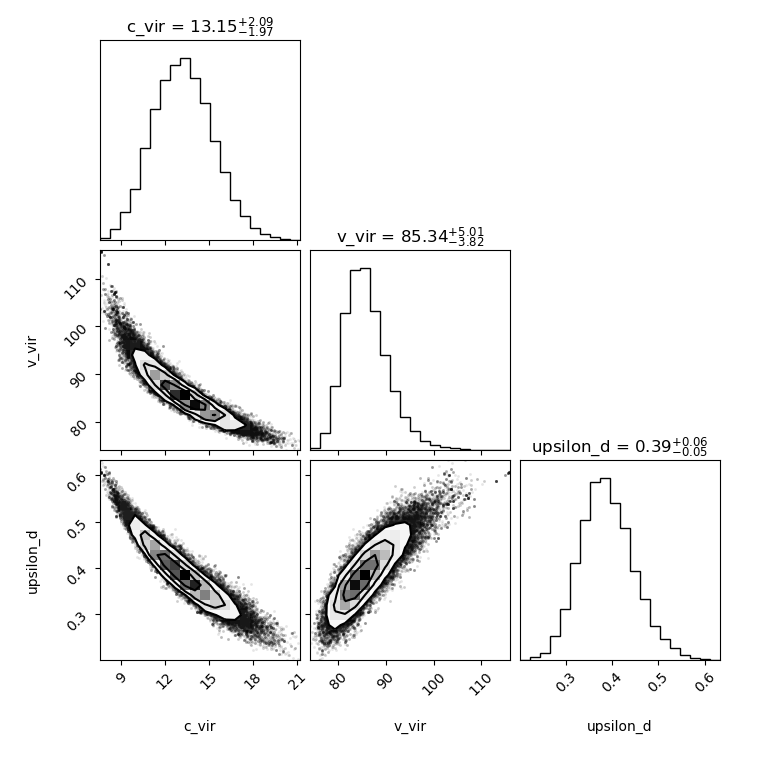 c_vir = 13.15+2.09−1.97
v_vir = 85.34+5.01−3.82
v_vir
110
100
90
80
upsilon_d = 0.39+0.06−0.05
upsilon_d
0.6
0.5
0.4
0.3
9 12 15 18 21
80 90 100 110
0.3 0.4 0.5 0.6
c_vir v_vir upsilon_d